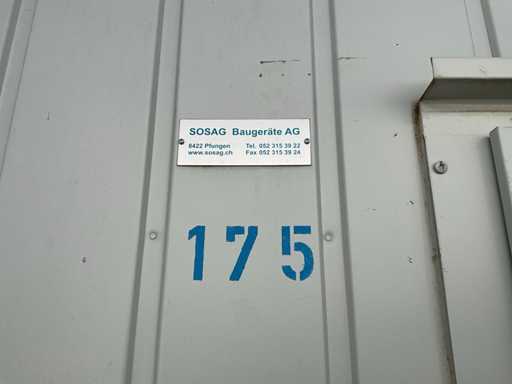 SOSAG Baugeräte AG
8422 Pfungen Tel. 052 315 39 22
www.sosag.ch Fax 052 315 39 24
175